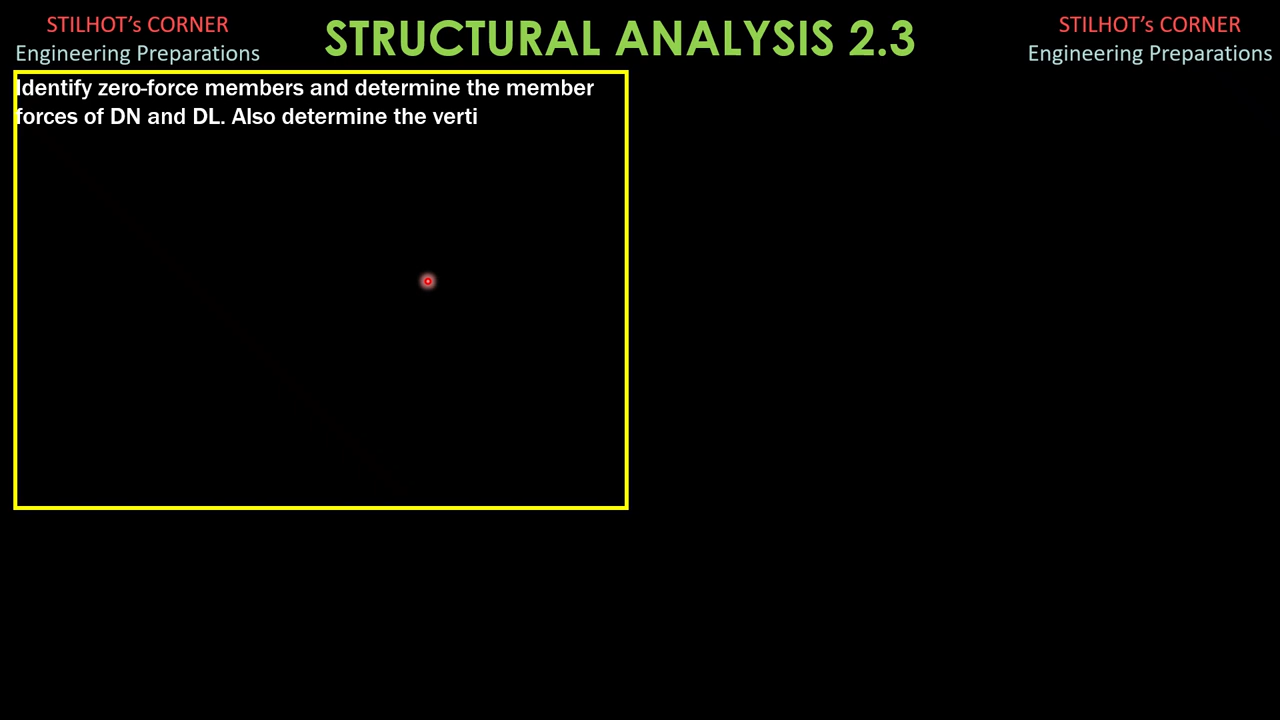 STILHOT's CORNER
Engineering Preparations
STRUCTURAL ANALYSIS 2.3
STILHOT's CORNER
Engineering Preparations
Identify zero-force members and determine the member
forces of DN and DL. Also determine the verti